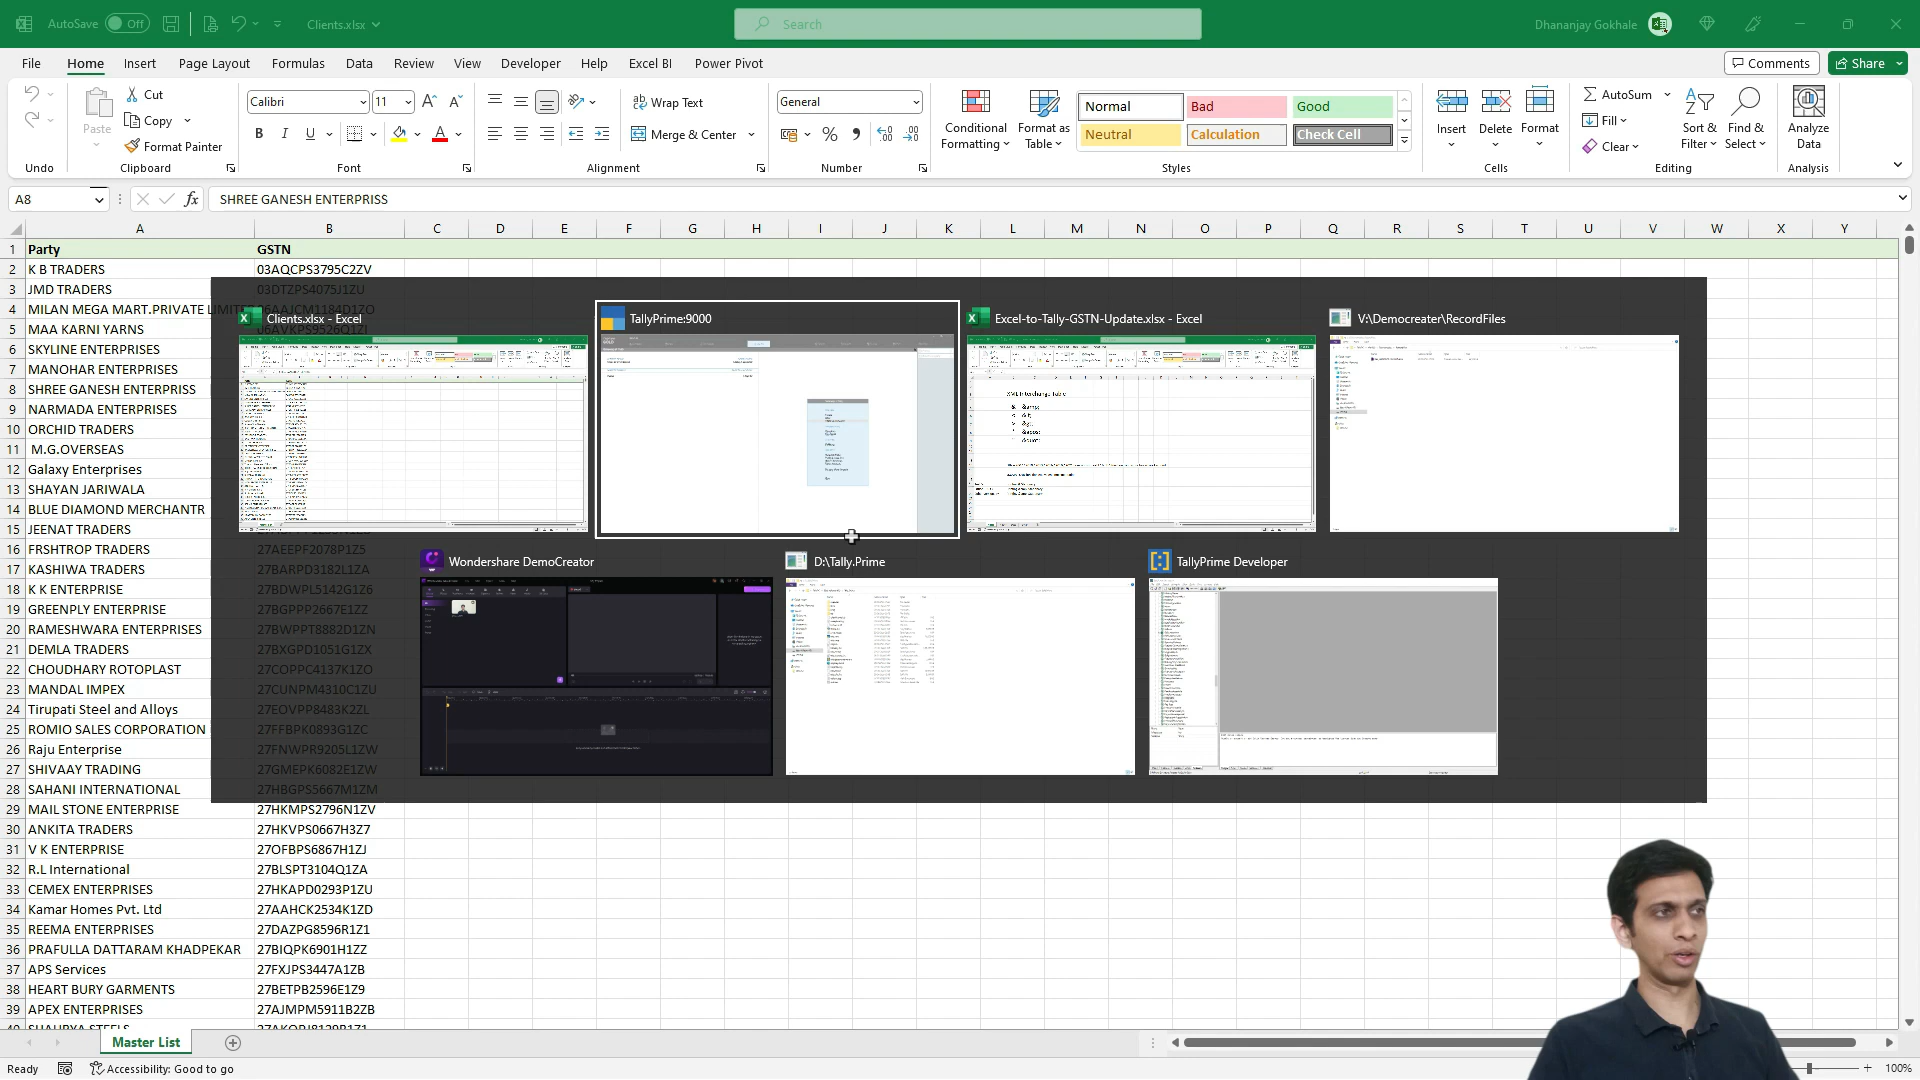 AutoSave Off Clients.xlsx Search Dhananjay Gokhale
File Home Insert Page Layout Formulas Data Review View Developer Help Excel BI Power Pivot Comments Share
Cut
Copy
Format Painter
Paste
Calibri 11
B I U A
Wrap Text
Merge & Center
General
Conditional Formatting
Format as Table
Normal Bad Good
Neutral Calculation Check Cell
Insert Delete Format
AutoSum
Fill
Clear
Sort & Filter
Find & Select
Analyze Data
Undo Clipboard Font Alignment Number Styles Cells Editing Analysis
A8 fx SHREE GANESH ENTERPRISS
A B C D E F G H I J K L M N O P Q R S T U V W X Y
1 Party GSTN
2 K B TRADERS 03AQCPS3795C2ZV
3 JMD TRADERS 03DTZPS4075J1ZU
4 MILAN MEGA MART.PRIVATE LIMITE 06AAJCM1184D1ZO
5 MAA KARNI YARNS 06AVKPS9526Q1ZI
6 SKYLINE ENTERPRISES
7 MANOHAR ENTERPRISES
8 SHREE GANESH ENTERPRISS
9 NARMADA ENTERPRISES
10 ORCHID TRADERS
11 M.G.OVERSEAS
12 Galaxy Enterprises
13 SHAYAN JARIWALA
14 BLUE DIAMOND MERCHANTR
15 JEENAT TRADERS
16 FRSHTROP TRADERS 27AEEPF2078P1Z5
17 KASHIWA TRADERS 27BARPD3182L1ZA
18 K K ENTERPRISE 27BDWPL5142G1Z6
19 GREENPLY ENTERPRISE 27BGPPP2667E1ZZ
20 RAMESHWARA ENTERPRISES 27BWPPT8882D1ZN
21 DEMLA TRADERS 27BXGPD1051G1ZX
22 CHOUDHARY ROTOPLAST 27COPPC4137K1ZO
23 MANDAL IMPEX 27CUNPM4310C1ZU
24 Tirupati Steel and Alloys 27EOVPP8483K2ZL
25 ROMIO SALES CORPORATION 27FFBPK0893G1ZC
26 Raju Enterprise 27FNWPR9205L1ZW
27 SHIVAAY TRADING 27GMEPK6082E1ZW
28 SAHANI INTERNATIONAL 27HBGPS5667M1ZM
29 MAIL STONE ENTERPRISE 27HKMPS2796N1ZV
30 ANKITA TRADERS 27HKVPS0667H3Z7
31 V K ENTERPRISE 27OFBPS6867H1ZJ
32 R.L International 27BLSPT3104Q1ZA
33 CEMEX ENTERPRISES 27HKAPD0293P1ZU
34 Kamar Homes Pvt. Ltd 27AAHCK2534K1ZD
35 REEMA ENTERPRISES 27DAZPG8596R1Z1
36 PRAFULLA DATTARAM KHADPEKAR 27BIQPK6901H1ZZ
37 APS Services 27FXJPS3447A1ZB
38 HEART BURY GARMENTS 27BETPB2596E1Z9
39 APEX ENTERPRISES 27AJMPM5911B2ZB
Clients.xlsx - Excel
TallyPrime:9000
Excel-to-Tally-GSTN-Update.xlsx - Excel
V:\Democreater\RecordFiles
XML Interchange Table
Wondershare DemoCreator
D:\Tally.Prime
TallyPrime Developer
Master List
Ready Accessibility: Good to go 100%